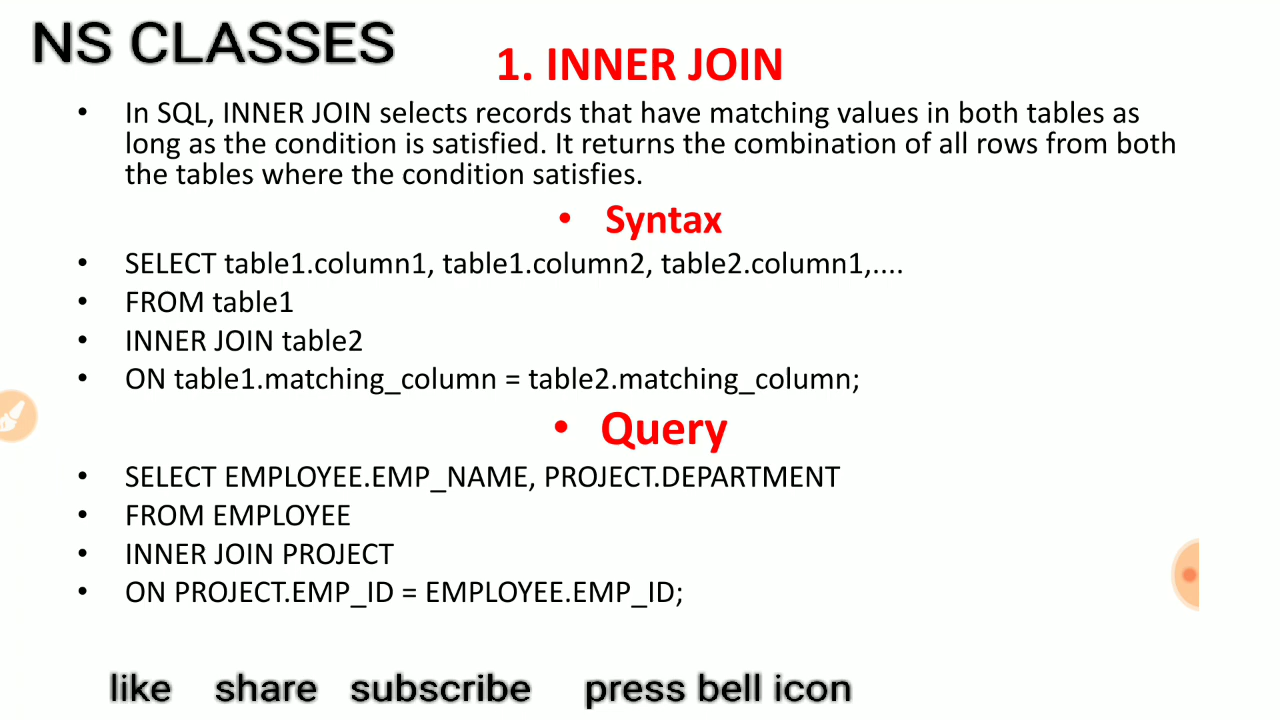 NS CLASSES
1. INNER JOIN
• In SQL, INNER JOIN selects records that have matching values in both tables as
long as the condition is satisfied. It returns the combination of all rows from both
the tables where the condition satisfies.
• Syntax
• SELECT table1.column1, table1.column2, table2.column1,....
• FROM table1
• INNER JOIN table2
• ON table1.matching_column = table2.matching_column;
• Query
• SELECT EMPLOYEE.EMP_NAME, PROJECT.DEPARTMENT
• FROM EMPLOYEE
• INNER JOIN PROJECT
• ON PROJECT.EMP_ID = EMPLOYEE.EMP_ID;
like share subscribe press bell icon